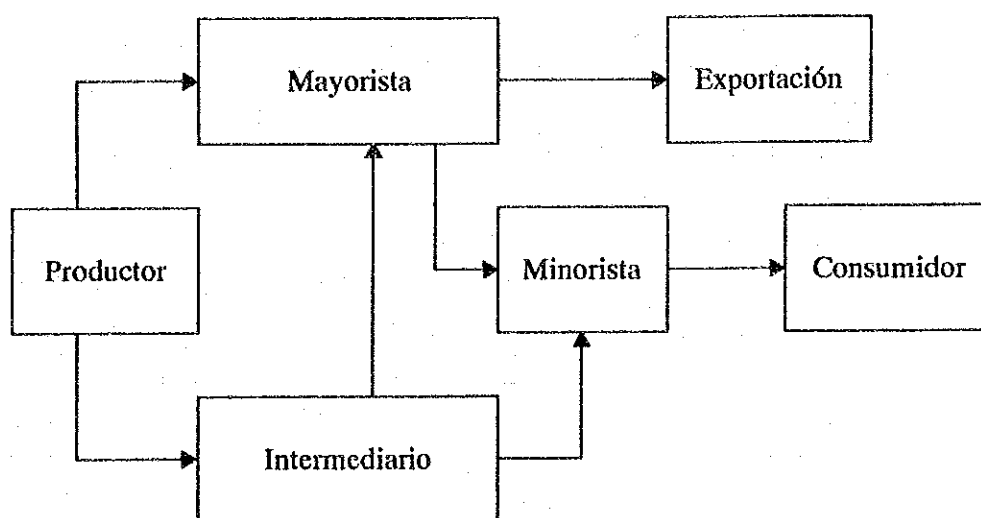 Mayorista
Exportación
Productor
Minorista
Consumidor
Intermediario